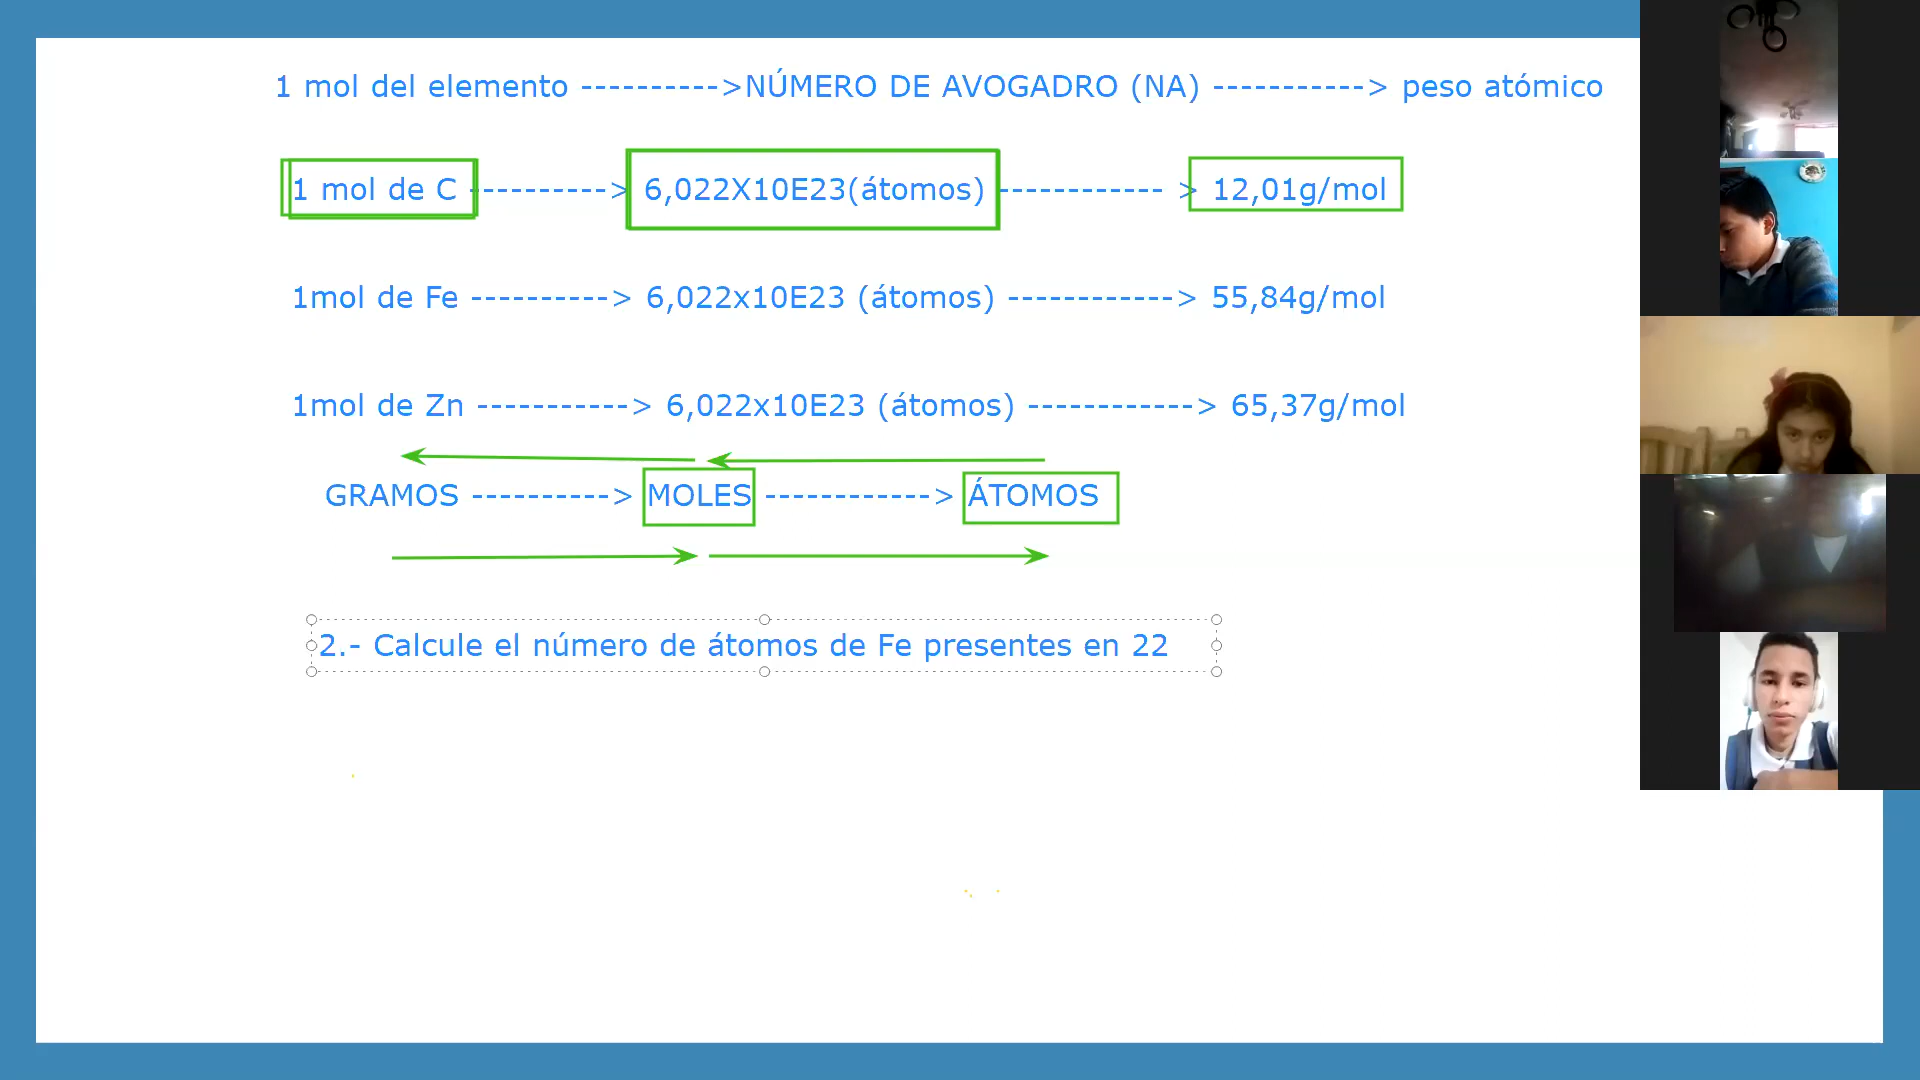 1 mol del elemento ---------->NÚMERO DE AVOGADRO (NA) -----------> peso atómico
1 mol de C ----------> 6,022X10E23(átomos) ------------ > 12,01g/mol
1mol de Fe ----------> 6,022x10E23 (átomos) ------------> 55,84g/mol
1mol de Zn -----------> 6,022x10E23 (átomos) ------------> 65,37g/mol
GRAMOS ----------> MOLES ------------> ÁTOMOS
2.- Calcule el número de átomos de Fe presentes en 22